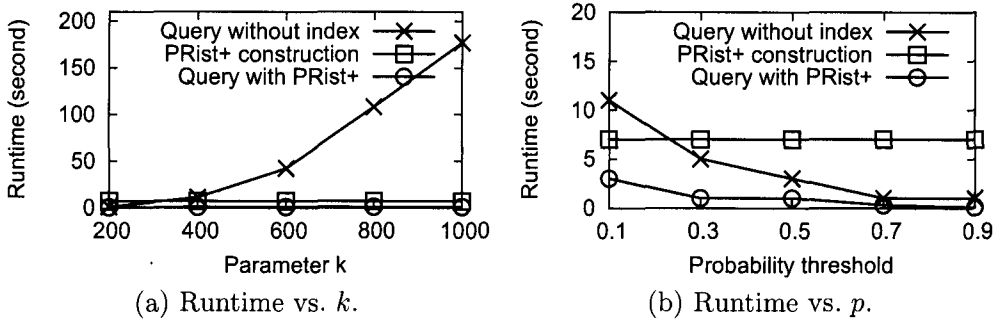 Runtime (second)
200
150
100
50
0
Query without index
PRist+ construction
Query with PRist+
200 400 600 800 1000
Parameter k
(a) Runtime vs. k.
Runtime (second)
20
15
10
5
0
Query without index
PRist+ construction
Query with PRist+
0.1 0.3 0.5 0.7 0.9
Probability threshold
(b) Runtime vs. p.